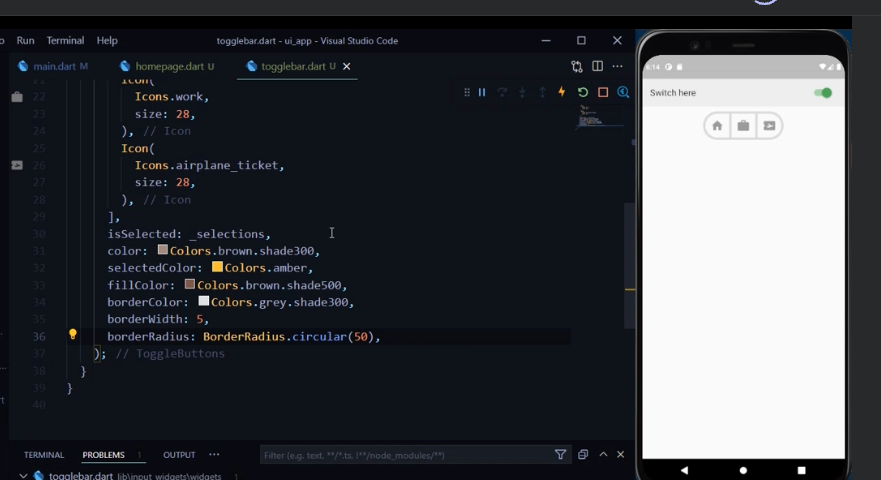 Run Terminal Help togglebar.dart - ui_app - Visual Studio Code
main.dart M homepage.dart U togglebar.dart U
Icon(
22 Icons.work,
23 size: 28,
24 ), // Icon
25 Icon(
26 Icons.airplane_ticket,
27 size: 28,
28 ), // Icon
29 ],
30 isSelected: _selections,
31 color: Colors.brown.shade300,
32 selectedColor: Colors.amber,
33 fillColor: Colors.brown.shade500,
34 borderColor: Colors.grey.shade300,
35 borderWidth: 5,
36 borderRadius: BorderRadius.circular(50),
37 ); // ToggleButtons
38 }
39 }
40
TERMINAL PROBLEMS 1 OUTPUT ... Filter (e.g. text, **/*.ts, !**/node_modules/**)
togglebar.dart lib\input_widgets\widgets 1
Switch here